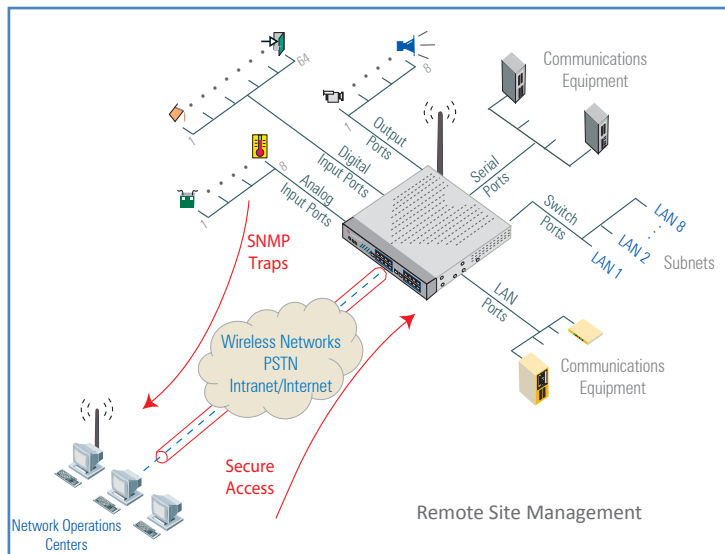 64
1
8
1
Output
Ports
Digital
Input Ports
8
1
Analog
Input Ports
Communications
Equipment
Serial
Ports
Switch
Ports
LAN 8
LAN 2
LAN 1
Subnets
LAN
Ports
Communications
Equipment
SNMP
Traps
Wireless Networks
PSTN
Intranet/Internet
Secure
Access
Network Operations
Centers
Remote Site Management